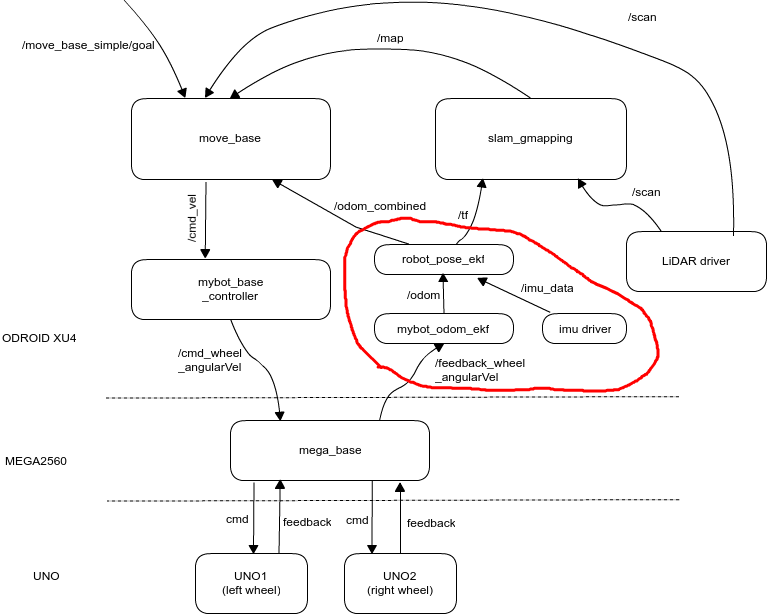 /scan
/move_base_simple/goal
/map
move_base
slam_gmapping
/scan
/cmd_vel
/odom_combined
/tf
robot_pose_ekf
LiDAR driver
mybot_base
_controller
/odom
/imu_data
mybot_odom_ekf
imu driver
ODROID XU4
/cmd_wheel
_angularVel
/feedback_wheel
_angularVel
mega_base
MEGA2560
cmd
feedback
cmd
feedback
UNO
UNO1
(left wheel)
UNO2
(right wheel)